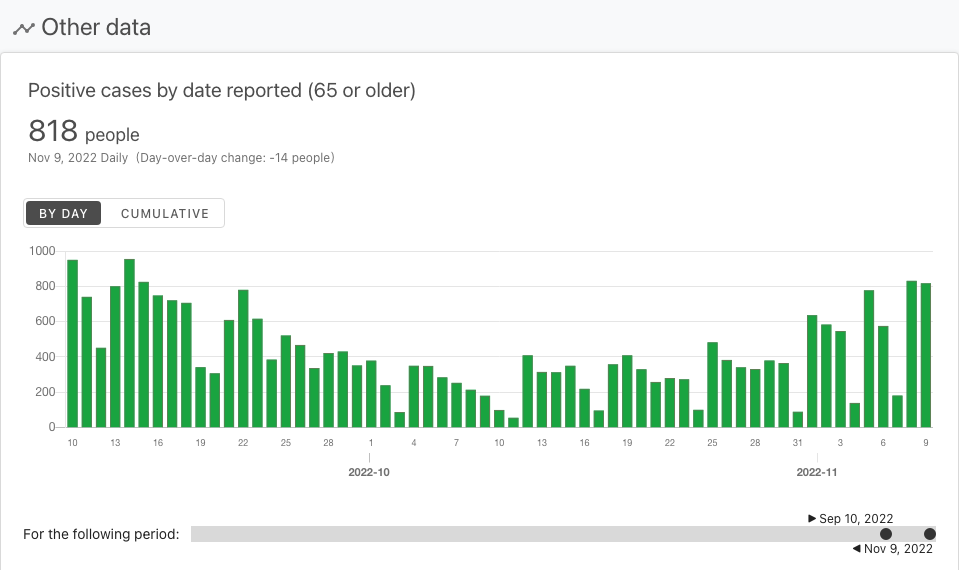 Other data
Positive cases by date reported (65 or older)
818 people
Nov 9, 2022 Daily (Day-over-day change: -14 people)
BY DAY CUMULATIVE
1000
800
600
400
200
0
10 13 16 19 22 25 28 1 4 7 10 13 16 19 22 25 28 31 3 6 9
2022-10 2022-11
Sep 10, 2022
For the following period:
Nov 9, 2022